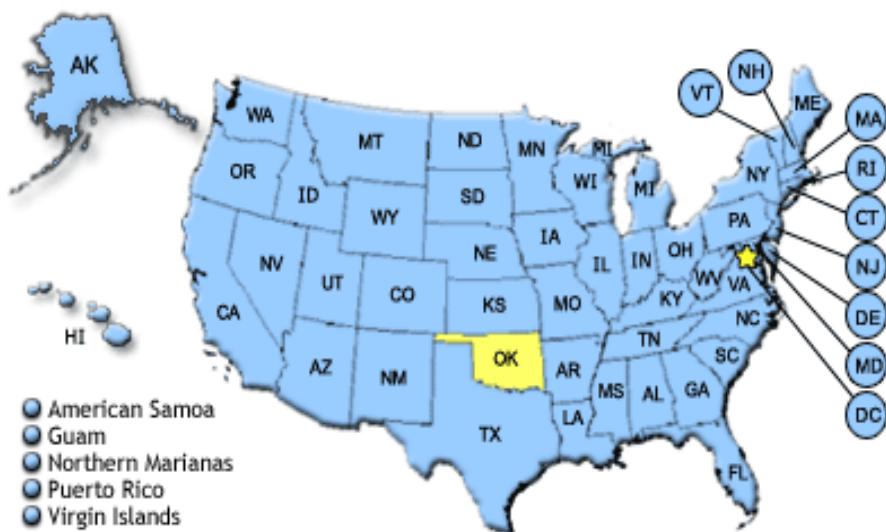 AK
NH
VT
ME
WA
MA
MT
ND
MN
MI
OR
RI
ID
SD
WI
MI
NY
WY
CT
PA
IA
NE
OH
NV
IL
IN
NJ
UT
WV
CO
VA
KS
MO
KY
CA
DE
NC
HI
TN
OK
SC
AZ
NM
AR
MD
MS
AL
GA
American Samoa
DC
LA
Guam
TX
Northern Marianas
FL
Puerto Rico
Virgin Islands